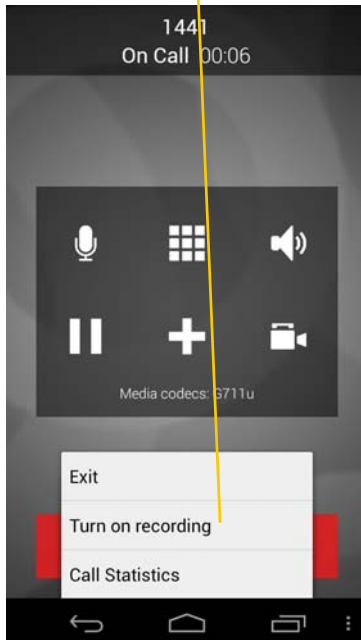 1441
On Call 00:06
Media codecs: G711u
Exit
Turn on recording
Call Statistics